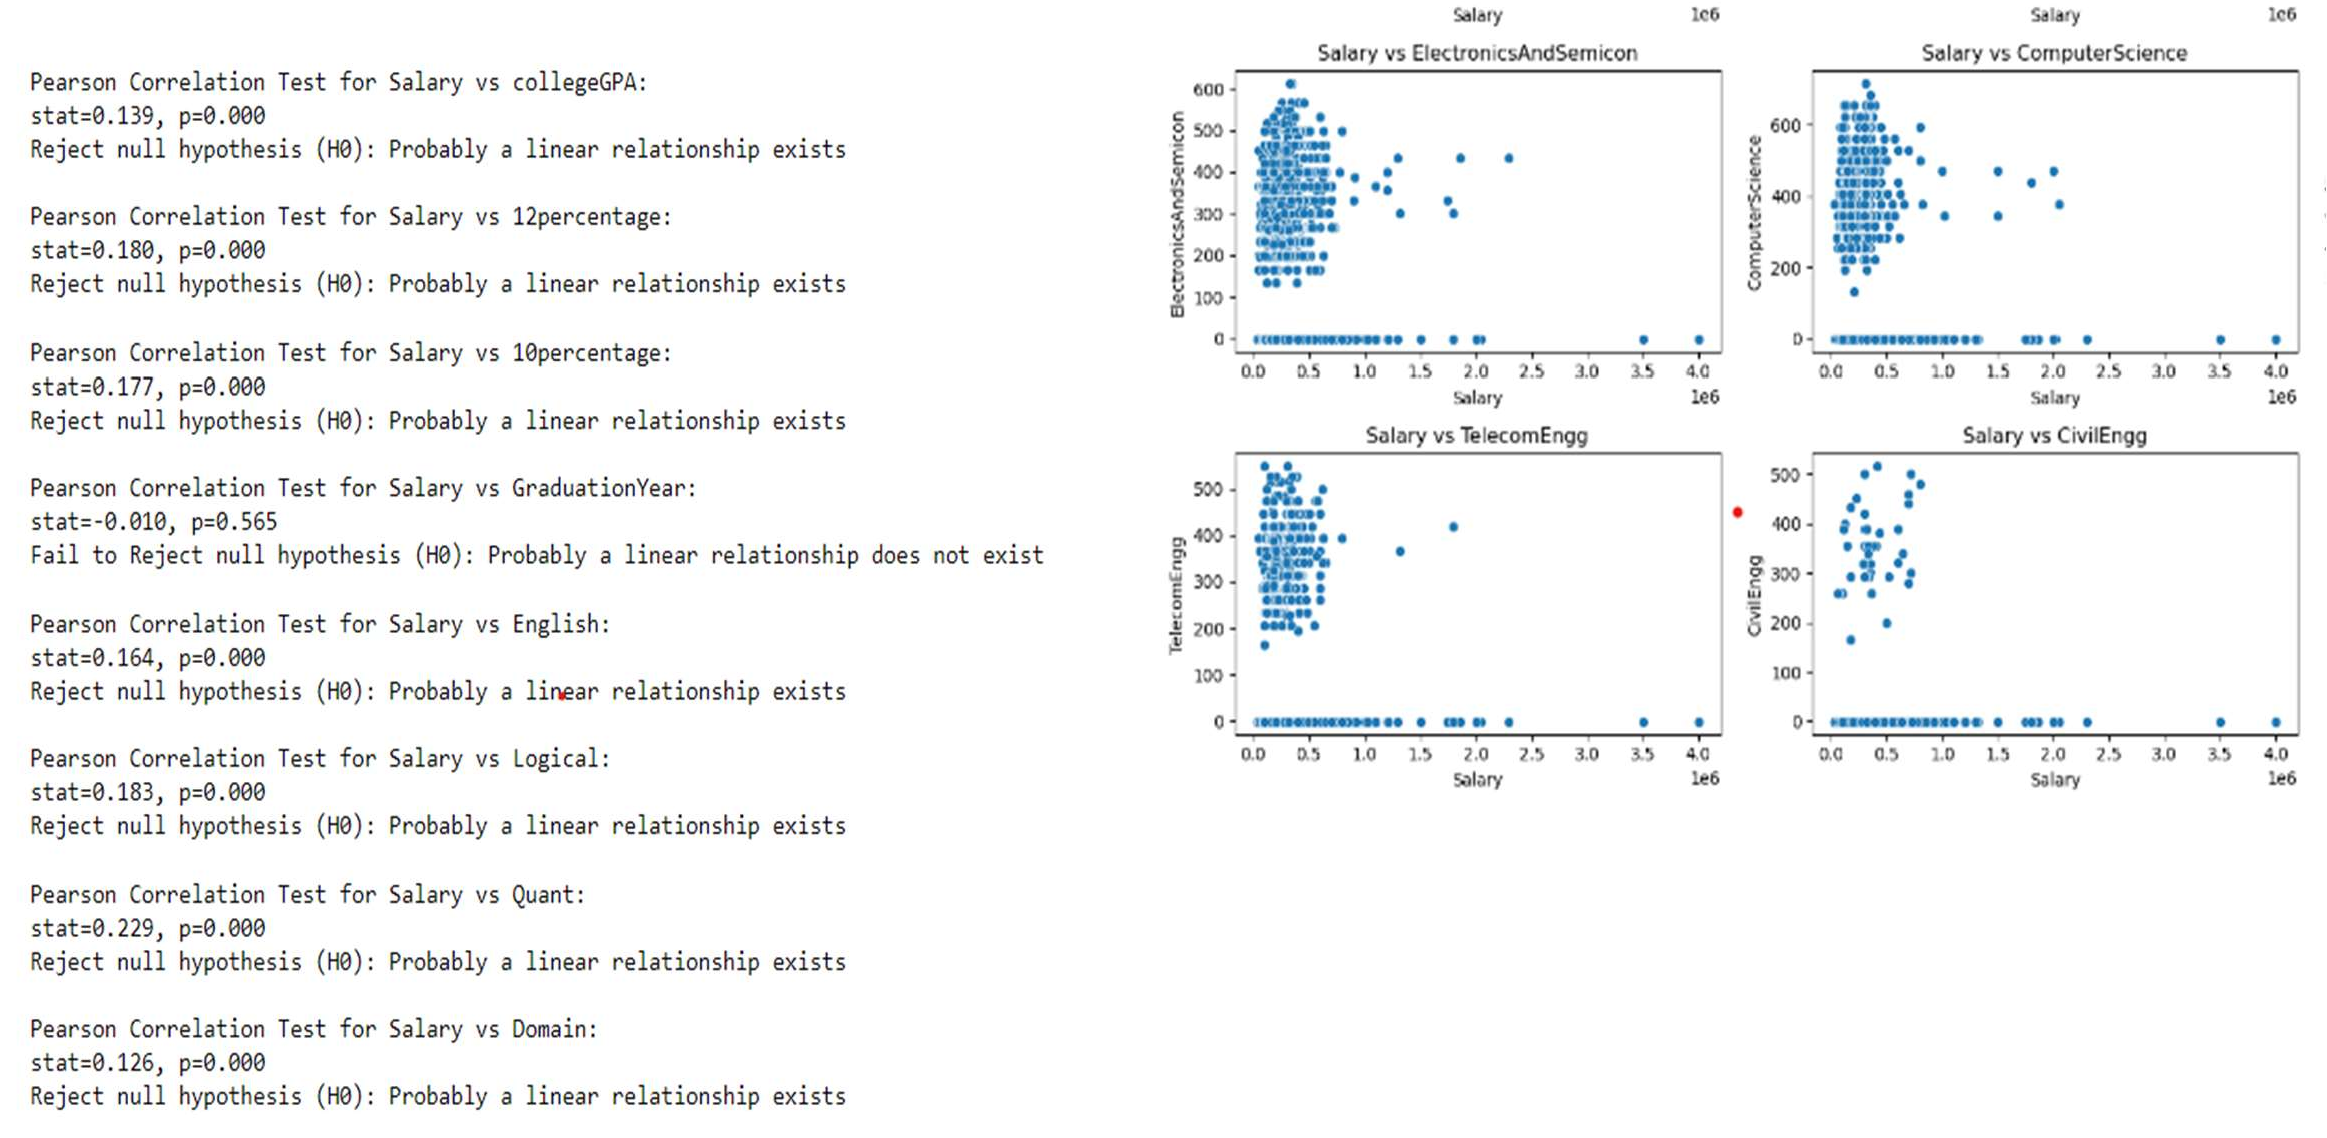 Pearson Correlation Test for Salary vs collegeGPA:
stat=0.139, p=0.000
Reject null hypothesis (H0): Probably a linear relationship exists
Pearson Correlation Test for Salary vs 12percentage:
stat=0.180, p=0.000
Reject null hypothesis (H0): Probably a linear relationship exists
Pearson Correlation Test for Salary vs 10percentage:
stat=0.177, p=0.000
Reject null hypothesis (H0): Probably a linear relationship exists
Pearson Correlation Test for Salary vs GraduationYear:
stat=-0.010, p=0.565
Fail to Reject null hypothesis (H0): Probably a linear relationship does not exist
Pearson Correlation Test for Salary vs English:
stat=0.164, p=0.000
Reject null hypothesis (H0): Probably a linear relationship exists
Pearson Correlation Test for Salary vs Logical:
stat=0.183, p=0.000
Reject null hypothesis (H0): Probably a linear relationship exists
Pearson Correlation Test for Salary vs Quant:
stat=0.229, p=0.000
Reject null hypothesis (H0): Probably a linear relationship exists
Pearson Correlation Test for Salary vs Domain:
stat=0.126, p=0.000
Reject null hypothesis (H0): Probably a linear relationship exists
Salary 1e6
Salary 1e6
Salary vs ElectronicsAndSemicon
ElectronicsAndSemicon
600
500
400
300
200
100
0
0.0 0.5 1.0 1.5 2.0 2.5 3.0 3.5 4.0
Salary 1e6
Salary vs ComputerScience
ComputerScience
600
400
200
0
0.0 0.5 1.0 1.5 2.0 2.5 3.0 3.5 4.0
Salary 1e6
Salary vs TelecomEngg
TelecomEngg
500
400
300
200
100
0
0.0 0.5 1.0 1.5 2.0 2.5 3.0 3.5 4.0
Salary 1e6
Salary vs CivilEngg
CivilEngg
500
400
300
200
100
0
0.0 0.5 1.0 1.5 2.0 2.5 3.0 3.5 4.0
Salary 1e6